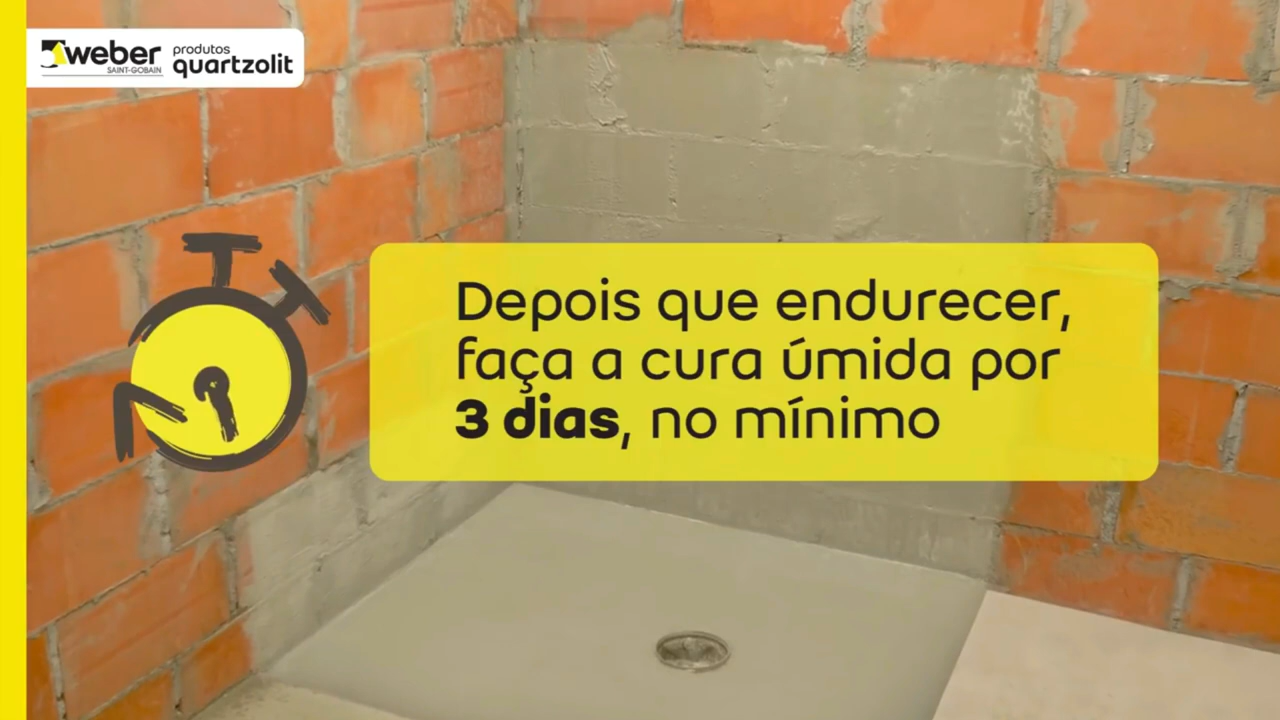 weber
SAINT-GOBAIN
produtos
quartzolit
Depois que endurecer,
faça a cura úmida por
3 dias, no mínimo